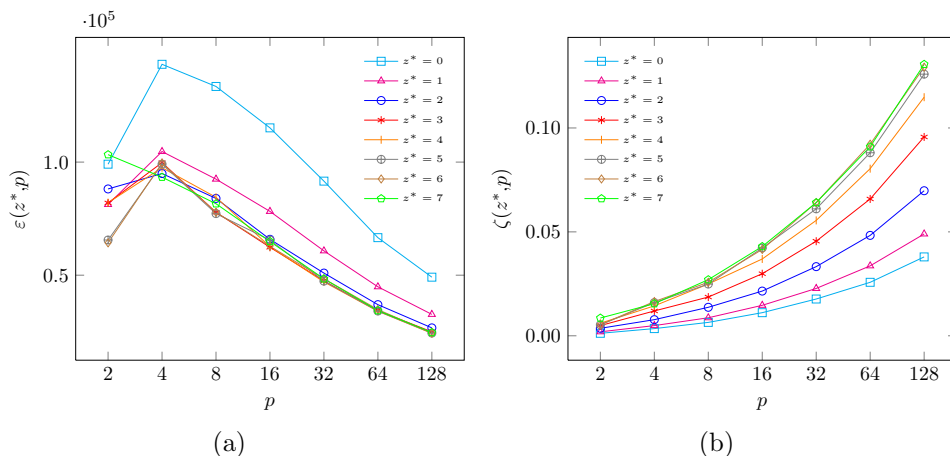 ·10^5
1.0
0.5
ε(z*, p)
z* = 0
z* = 1
z* = 2
z* = 3
z* = 4
z* = 5
z* = 6
z* = 7
2 4 8 16 32 64 128
p
(a)
0.10
0.05
0.00
ζ(z*, p)
z* = 0
z* = 1
z* = 2
z* = 3
z* = 4
z* = 5
z* = 6
z* = 7
2 4 8 16 32 64 128
p
(b)